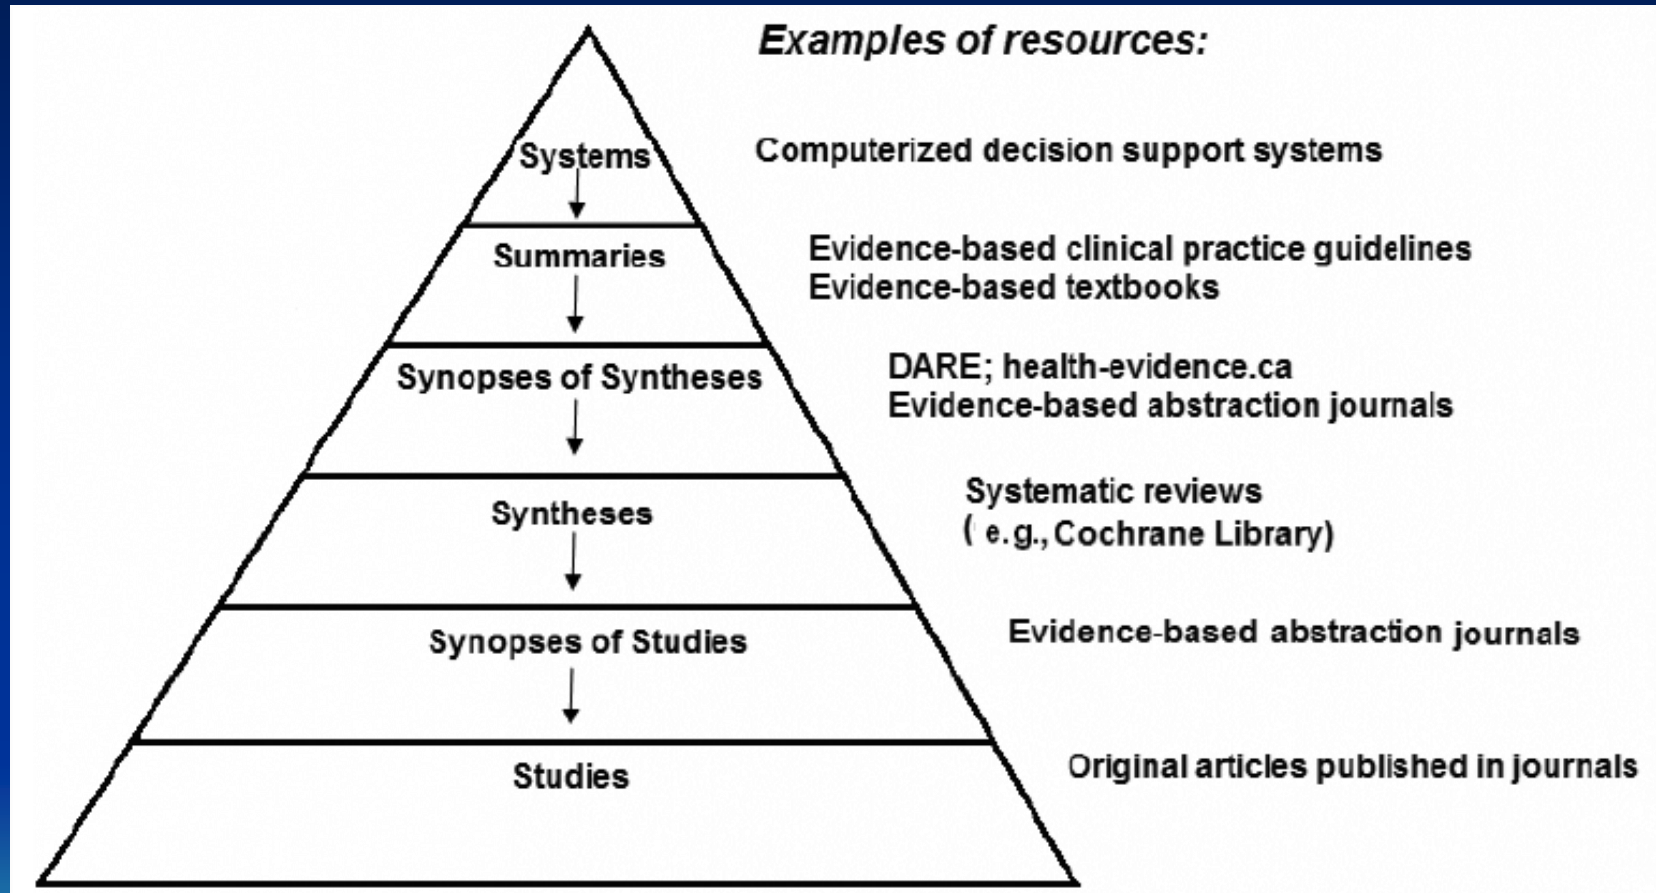 Examples of resources:
Systems
Computerized decision support systems
Summaries
Evidence-based clinical practice guidelines
Evidence-based textbooks
Synopses of Syntheses
DARE; health-evidence.ca
Evidence-based abstraction journals
Syntheses
Systematic reviews
( e.g., Cochrane Library)
Synopses of Studies
Evidence-based abstraction journals
Studies
Original articles published in journals